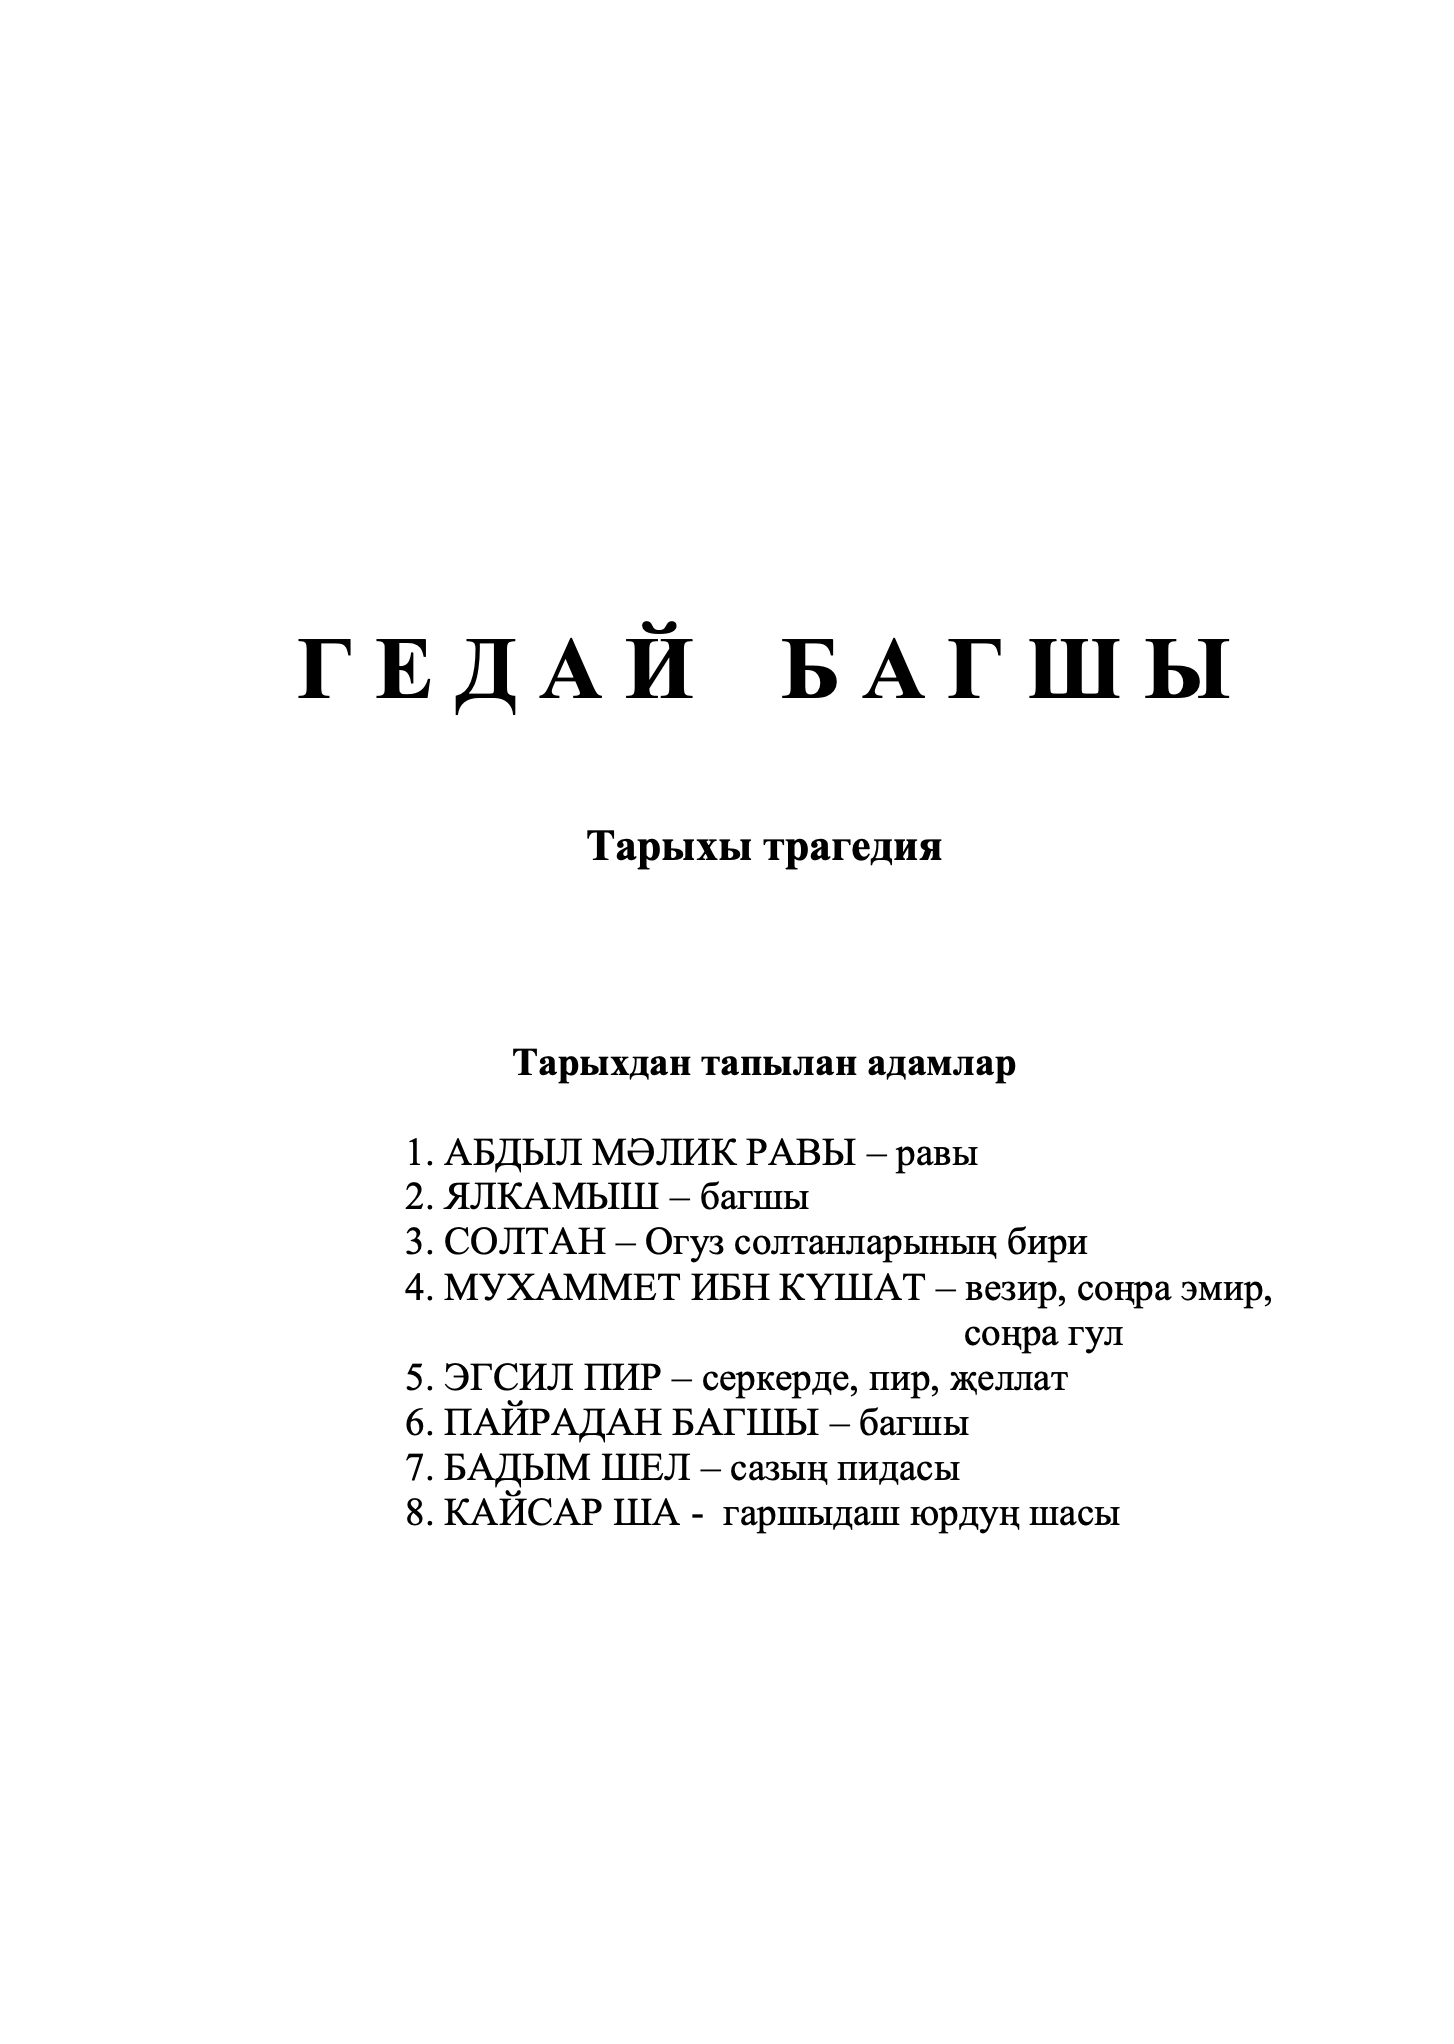 ГЕДАЙ БАГШЫ
Тарыхы трагедия
Тарыхдан тапылан адамлар
1. АБДЫЛ МӘЛИК РАВЫ – равы
2. ЯЛКАМЫШ – багшы
3. СОЛТАН – Огуз солтанларының бири
4. МУХАММЕТ ИБН КҮШАТ – везир, соңра эмир,
соңра гул
5. ЭГСИЛ ПИР – серкерде, пир, җеллат
6. ПАЙРАДАН БАГШЫ – багшы
7. БАДЫМ ШЕЛ – сазың пидасы
8. КАЙСАР ША - гаршыдаш юрдуң шасы